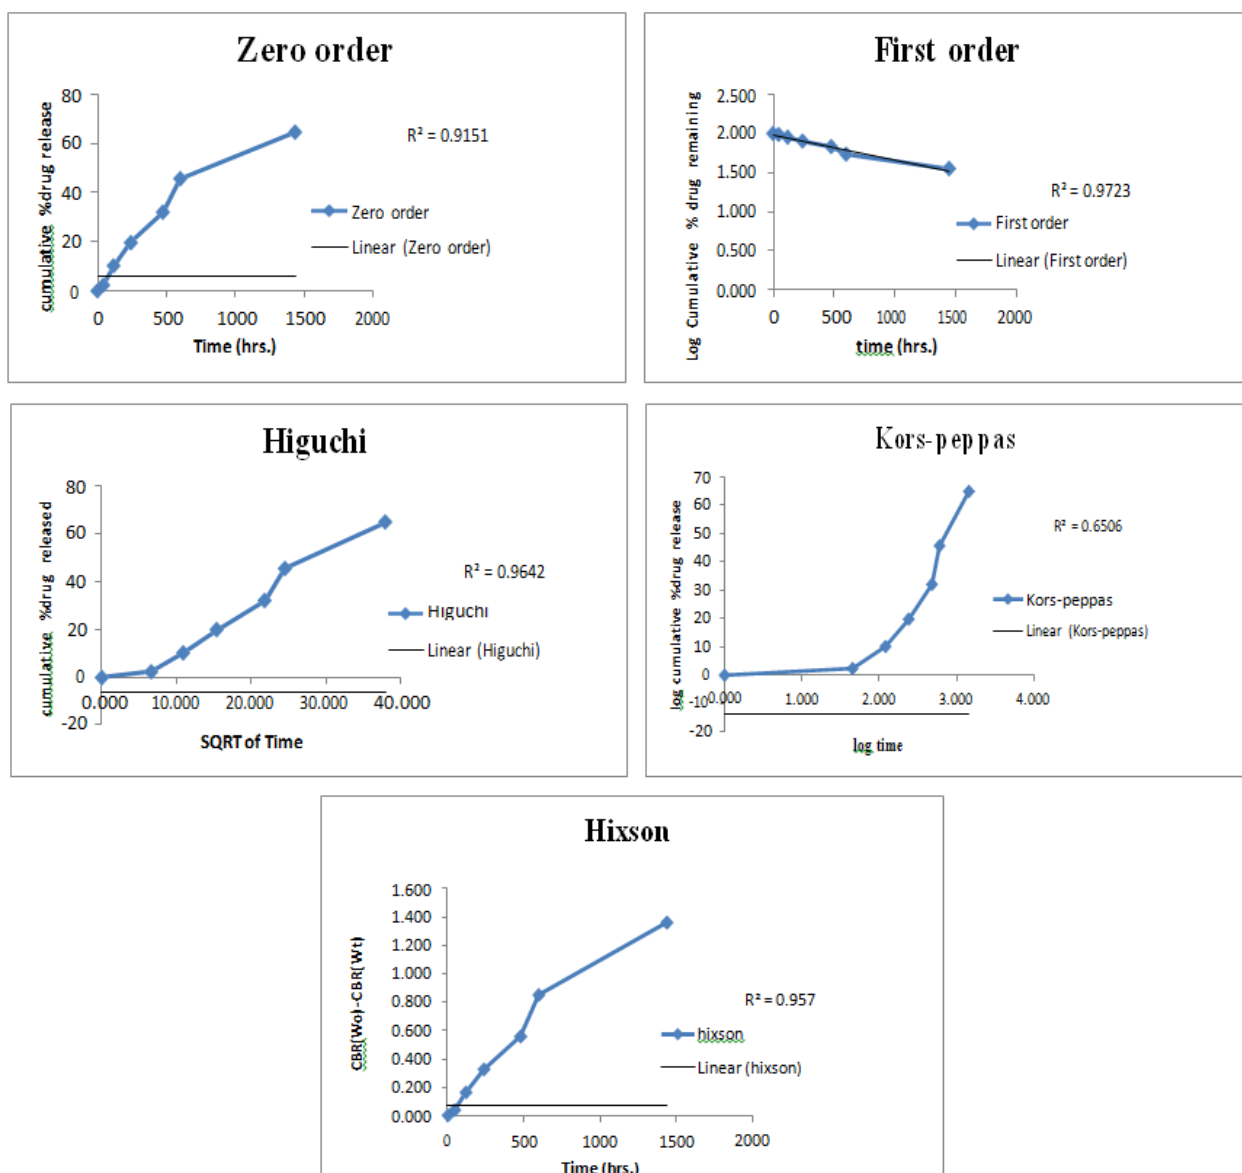 Zero order
80
60
40
20
0
cumulative %drug release
R² = 0.9151
Zero order
Linear (Zero order)
0 500 1000 1500 2000
Time (hrs.)
First order
2.500
2.000
1.500
1.000
0.500
0.000
Log Cumulative % drug remaining
R² = 0.9723
First order
Linear (First order)
0 500 1000 1500 2000
time (hrs.)
Higuchi
80
60
40
20
0
-20
cumulative %drug released
R² = 0.9642
Higuchi
Linear (Higuchi)
0.000 10.000 20.000 30.000 40.000
SQRT of Time
Kors-peppas
70
60
50
40
30
20
10
0
-10
-20
log cumulative %drug release
R² = 0.6506
Kors-peppas
Linear (Kors-peppas)
0.000 1.000 2.000 3.000 4.000
log time
Hixson
1.600
1.400
1.200
1.000
0.800
0.600
0.400
0.200
0.000
CBR(Wo)-CBR(Wt)
R² = 0.957
hixson
Linear (hixson)
0 500 1000 1500 2000
Time (hrs.)